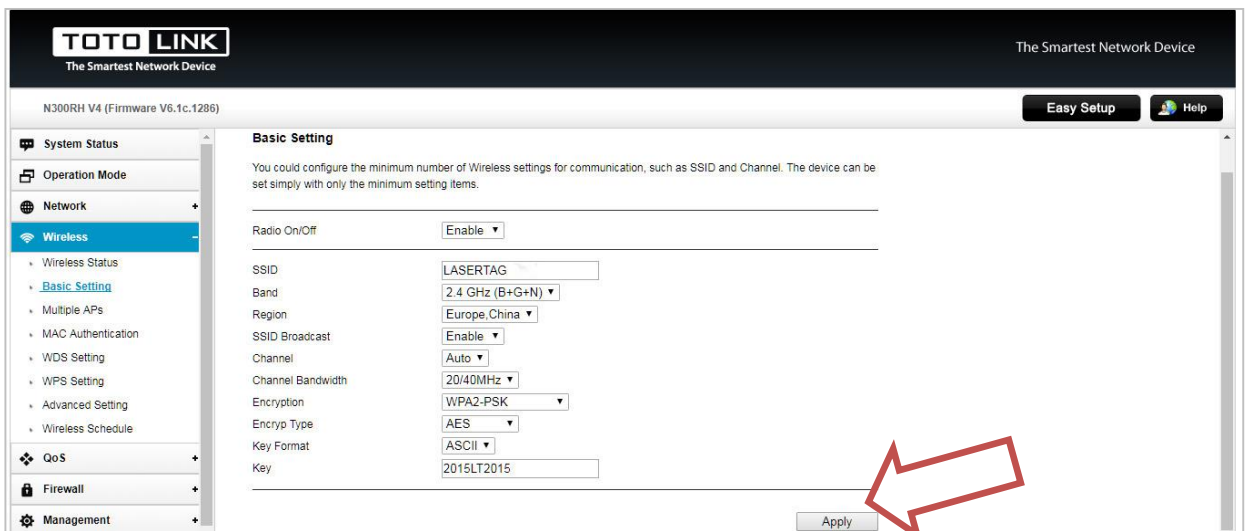 TOTO LINK
The Smartest Network Device
The Smartest Network Device
N300RH V4 (Firmware V6.1c.1286)
Easy Setup
Help
System Status
Operation Mode
Network +
Wireless -
Wireless Status
Basic Setting
Multiple APs
MAC Authentication
WDS Setting
WPS Setting
Advanced Setting
Wireless Schedule
QoS +
Firewall +
Management +
Basic Setting
You could configure the minimum number of Wireless settings for communication, such as SSID and Channel. The device can be
set simply with only the minimum setting items.
Radio On/Off Enable
SSID LASERTAG
Band 2.4 GHz (B+G+N)
Region Europe,China
SSID Broadcast Enable
Channel Auto
Channel Bandwidth 20/40MHz
Encryption WPA2-PSK
Encryp Type AES
Key Format ASCII
Key 2015LT2015
Apply